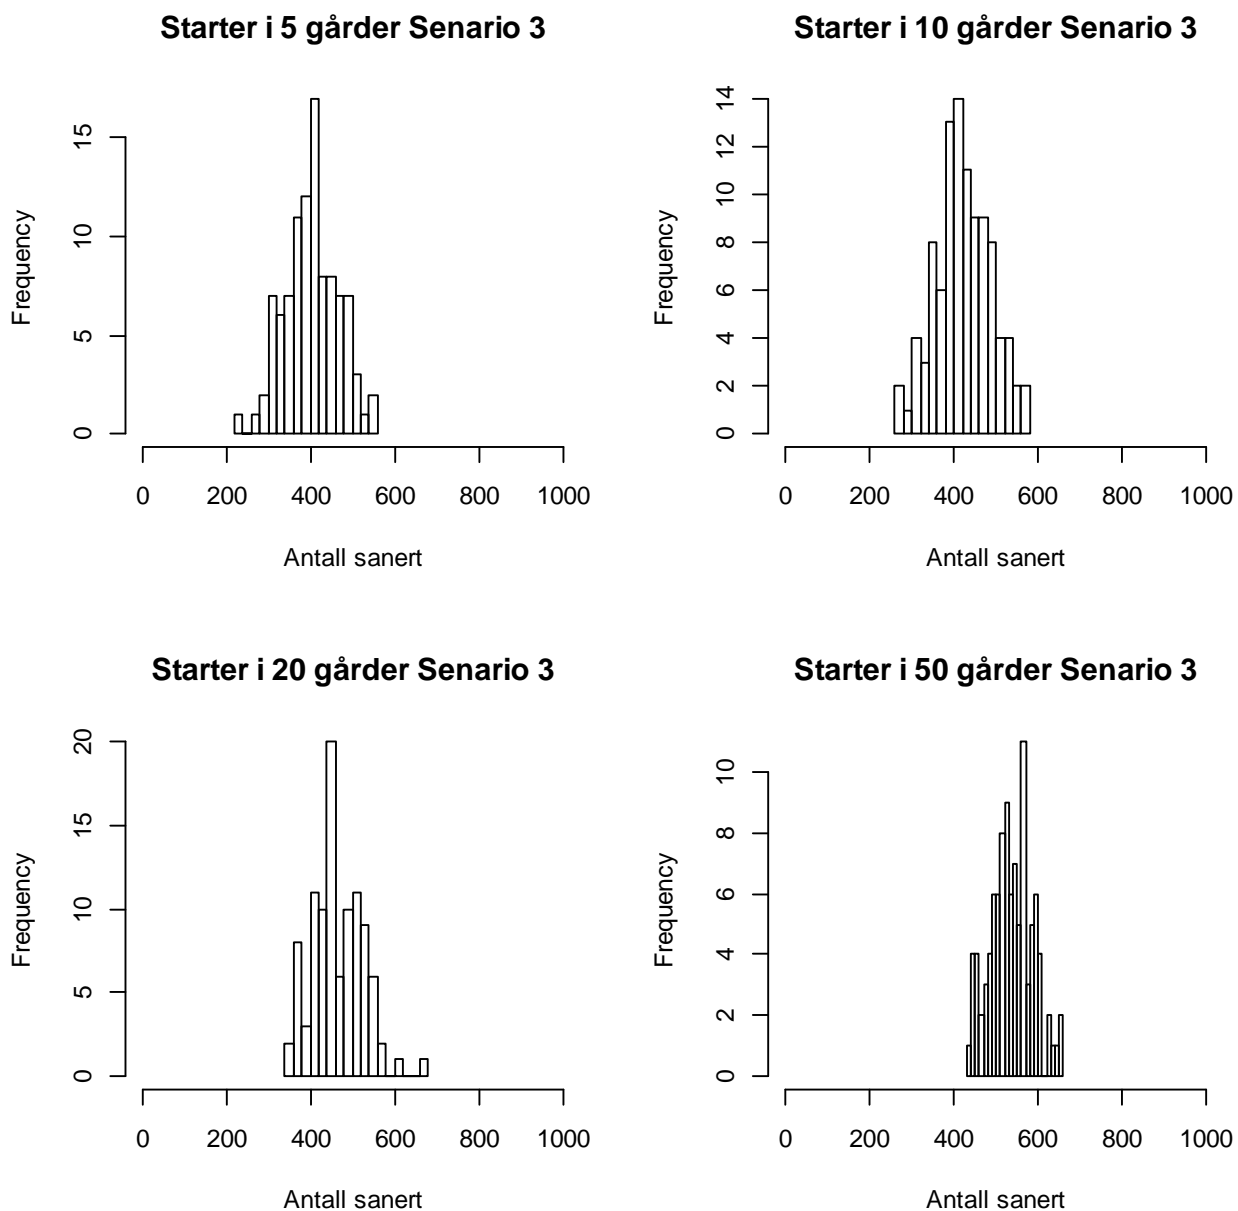 Starter i 5 gårder Senario 3
Frequency
15
10
5
0
0 200 400 600 800 1000
Antall sanert
Starter i 10 gårder Senario 3
Frequency
14
12
10
8
6
4
2
0
0 200 400 600 800 1000
Antall sanert
Starter i 20 gårder Senario 3
Frequency
20
15
10
5
0
0 200 400 600 800 1000
Antall sanert
Starter i 50 gårder Senario 3
Frequency
10
8
6
4
2
0
0 200 400 600 800 1000
Antall sanert